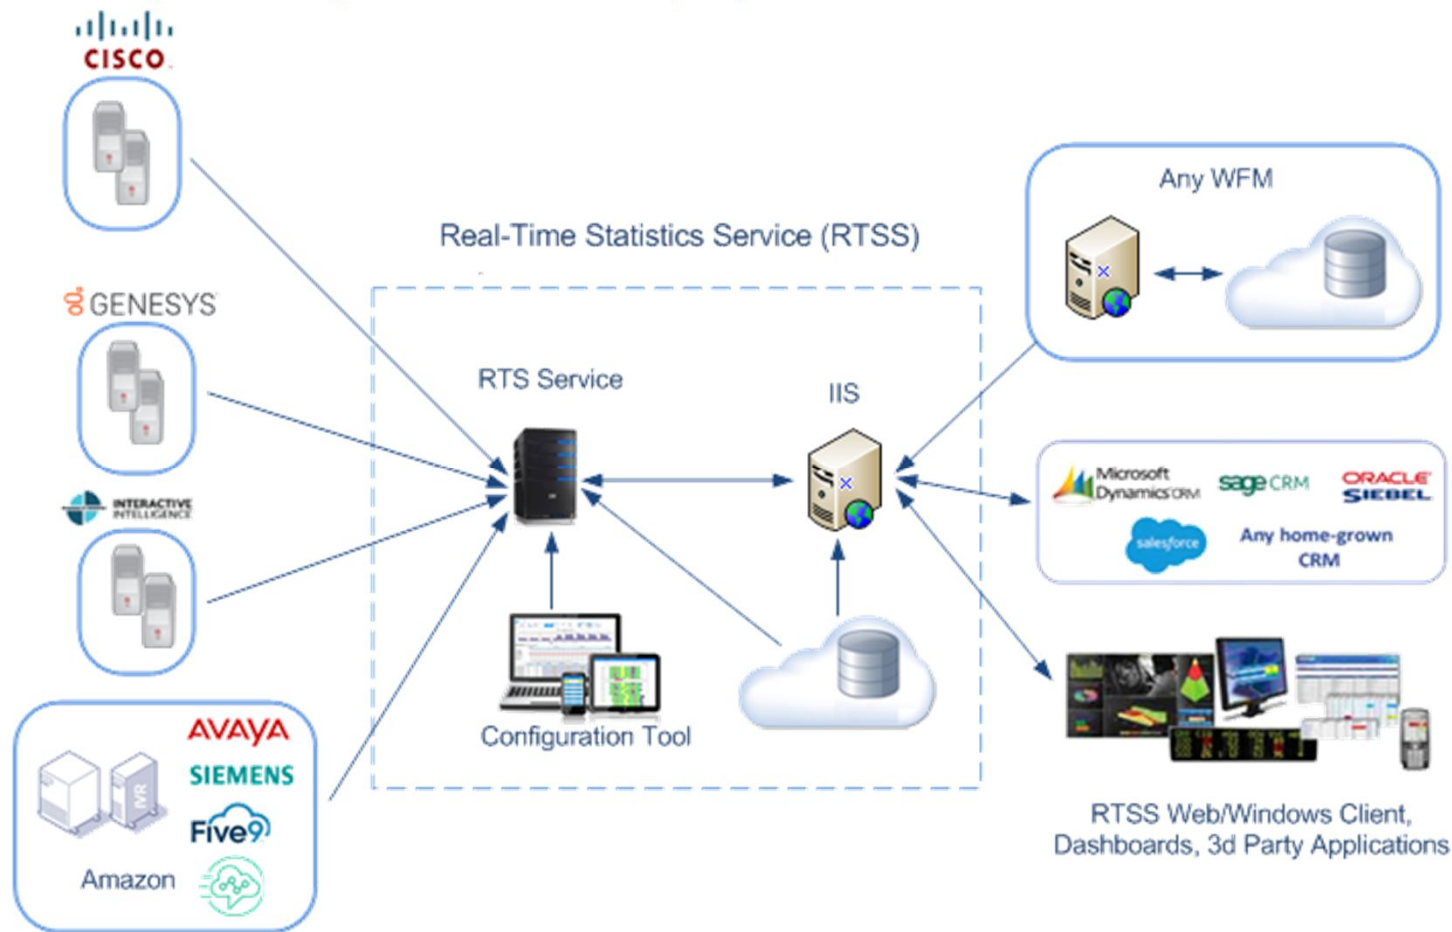 CISCO
GENESYS
INTERACTIVE
INTELLIGENCE
AVAYA
SIEMENS
IVR
Five9
Amazon
Real-Time Statistics Service (RTSS)
RTS Service
IIS
Configuration Tool
Any WFM
Microsoft
Dynamics CRM
sage CRM
ORACLE
SIEBEL
salesforce
Any home-grown
CRM
RTSS Web/Windows Client,
Dashboards, 3d Party Applications